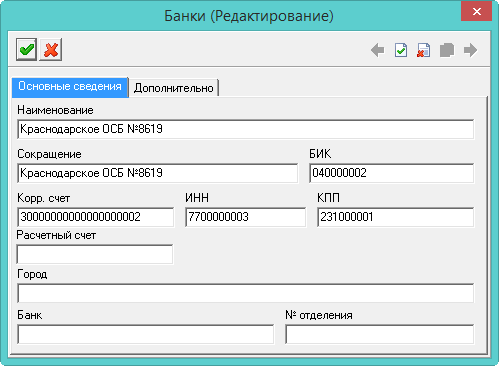 Банки (Редактирование)
Основные сведения Дополнительно
Наименование
Краснодарское ОСБ №8619
Сокращение БИК
Краснодарское ОСБ №8619 040000002
Корр. счет ИНН КПП
30000000000000000002 7700000003 231000001
Расчетный счет
Город
Банк № отделения